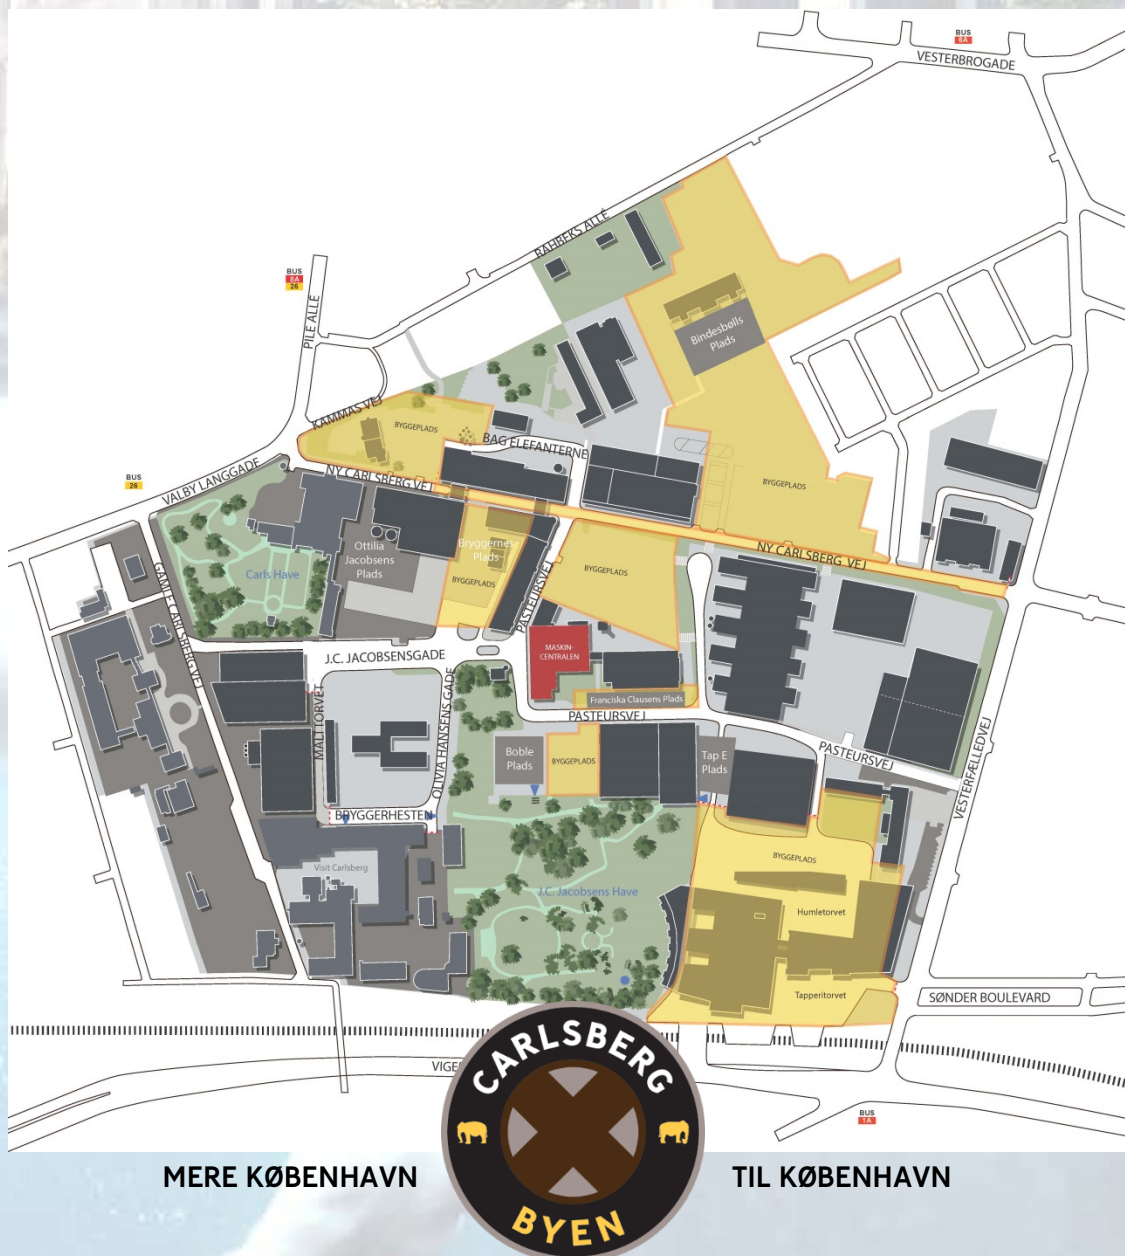 BUS
6A
VESTERBROGADE
RAHBEKS ALLÉ
BUS
8A
26
PILE ALLE
Bindesbølls
Plads
KAMMAS VEJ
BYGGEPLADS
BAG ELEFANTERNE
NY CARLSBERG VEJ
BUS
26
VALBY LANGGADE
BYGGEPLADS
Ottilia
Jacobsens
Plads
Bryggernes
Plads
NY CARLSBERG VEJ
Carls Have
BYGGEPLADS
BYGGEPLADS
PASTEURSVEJ
GAMLE CARLSBERG VEJ
J.C. JACOBSENSGADE
MASKIN-
CENTRALEN
MALTTORVET
OLIVIA HANSENS GADE
Franciska Clausens Plads
PASTEURSVEJ
Boble
Plads
BYGGEPLADS
Tap E
Plads
PASTEURSVEJ
VESTERFÆLLEDVEJ
BRYGGERHESTEN
BYGGEPLADS
Visit Carlsberg
J.C. Jacobsens Have
Humletorvet
Tapperitorvet
SØNDER BOULEVARD
BUS
1A
CARLSBERG
BYEN
MERE KØBENHAVN
TIL KØBENHAVN